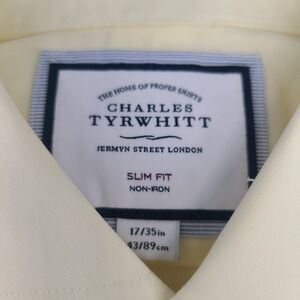 THE HOME OF PROPER SHIRTS
CHARLES
TYRWHITT
JERMYN STREET LONDON
SLIM FIT
NON-IRON
17/35in
43/89cm